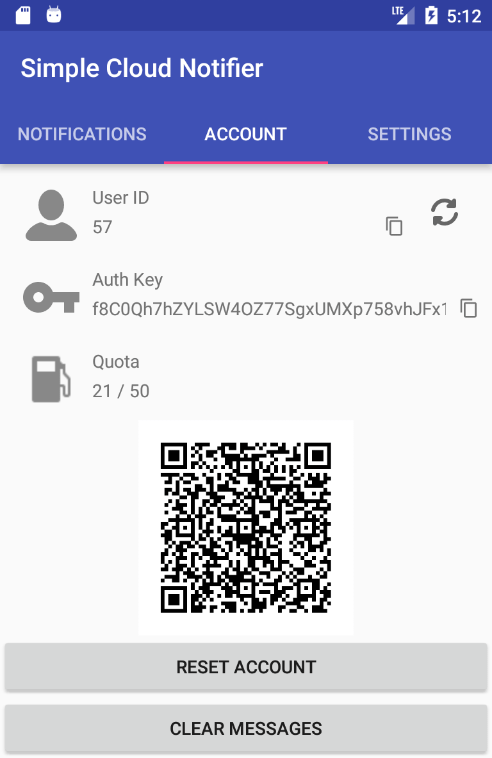 LTE 5:12
Simple Cloud Notifier
NOTIFICATIONS ACCOUNT SETTINGS
User ID
57
Auth Key
f8C0Qh7hZYLSW4OZ77SgxUMXp758vhJFx1
Quota
21 / 50
RESET ACCOUNT
CLEAR MESSAGES